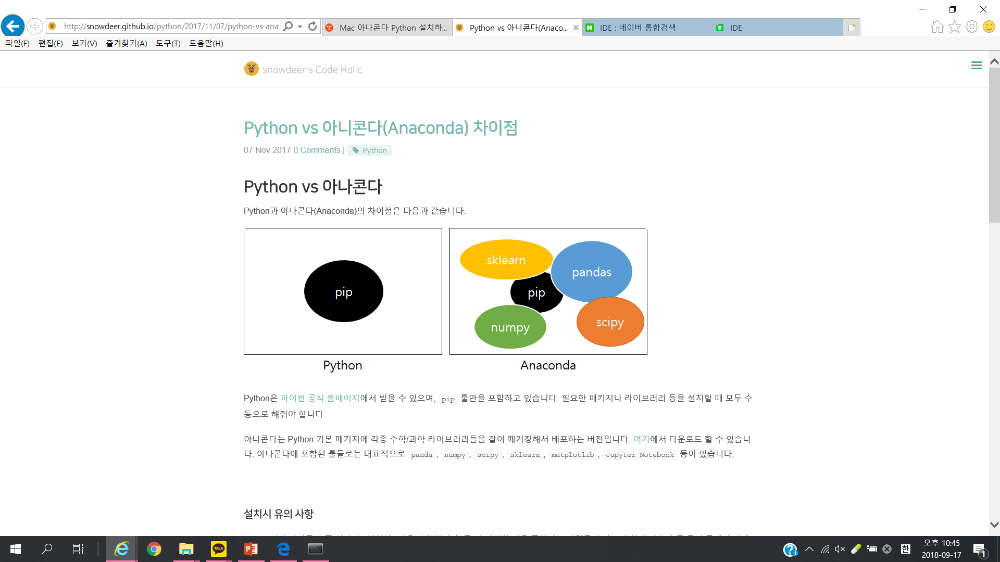 http://snowdeer.github.io/python/2017/11/07/python-vs-ana
Mac 아나콘다 Python 설치하...
Python vs 아니콘다(Anaco...
IDE : 네이버 통합검색
IDE
파일(F) 편집(E) 보기(V) 즐겨찾기(A) 도구(T) 도움말(H)
snowdeer's Code Holic
Python vs 아니콘다(Anaconda) 차이점
07 Nov 2017 0 Comments | Python
Python vs 아나콘다
Python과 아나콘다(Anaconda)의 차이점은 다음과 같습니다.
pip
sklearn
pandas
pip
numpy
scipy
Python
Anaconda
Python은 파이썬 공식 홈페이지에서 받을 수 있으며, pip 툴만을 포함하고 있습니다. 필요한 패키지나 라이브러리 등을 설치할 때 모두 수
동으로 해줘야 합니다.
아나콘다는 Python 기본 패키지에 각종 수학/과학 라이브러리들을 같이 패키징해서 배포하는 버전입니다. 여기에서 다운로드 할 수 있습니
다. 아나콘다에 포함된 툴들로는 대표적으로 panda, numpy, scipy, sklearn, matplotlib, Jupyter Notebook 등이 있습니다.
설치시 유의 사항
TALK
한
오후 10:45
2018-09-17
1